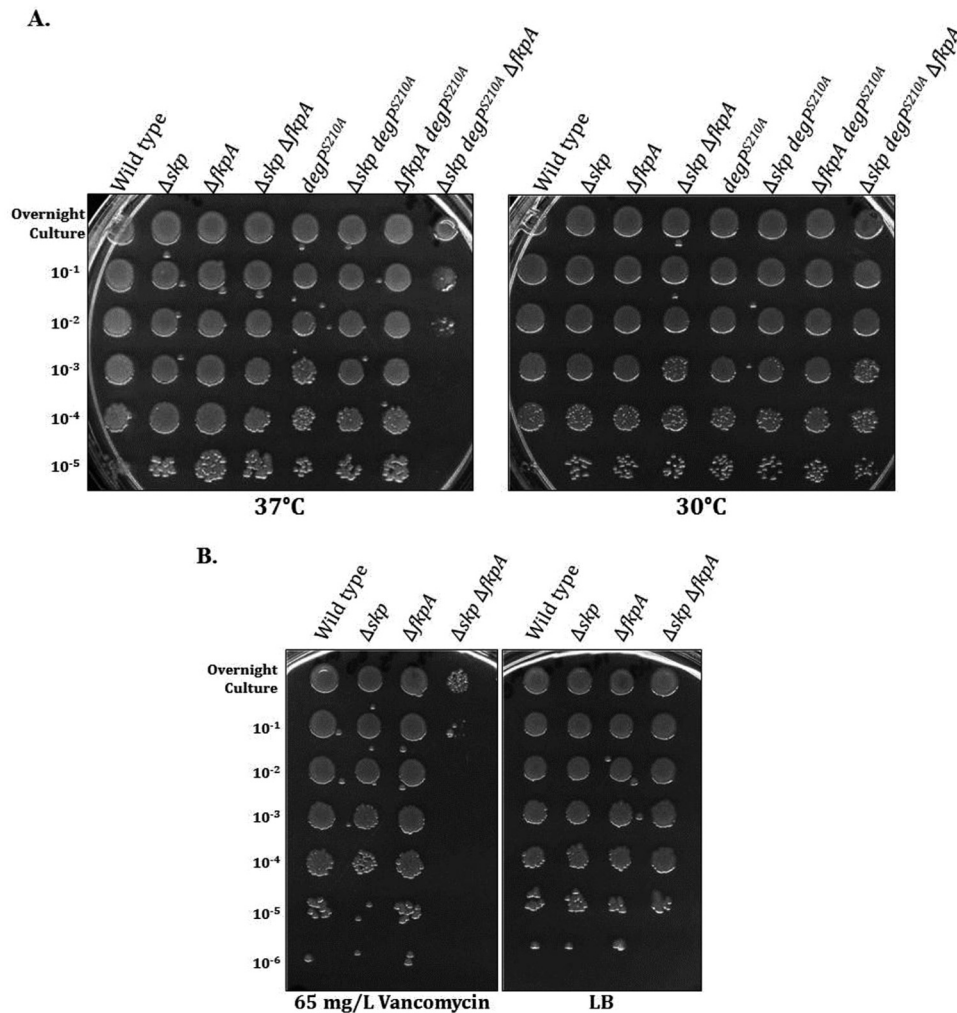 A.
Wild type
Δskp
ΔfkpA
Δskp ΔfkpA
degP^S210A
Δskp degP^S210A
ΔfkpA degP^S210A
Δskp degP^S210A ΔfkpA
Wild type
Δskp
ΔfkpA
Δskp ΔfkpA
degP^S210A
Δskp degP^S210A
ΔfkpA degP^S210A
Δskp degP^S210A ΔfkpA
Overnight
Culture
10^-1
10^-2
10^-3
10^-4
10^-5
37°C
30°C
B.
Wild type
Δskp
ΔfkpA
Δskp ΔfkpA
Wild type
Δskp
ΔfkpA
Δskp ΔfkpA
Overnight
Culture
10^-1
10^-2
10^-3
10^-4
10^-5
10^-6
65 mg/L Vancomycin
LB